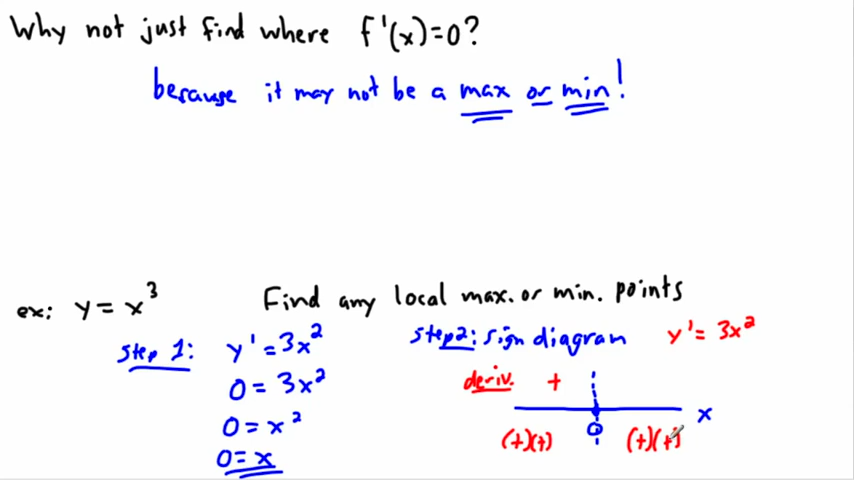 Why not just find where f'(x)=0?
because it may not be a max or min!
ex: y = x³ Find any local max. or min. points
Step 1: y' = 3x²
0 = 3x²
0 = x²
0 = x
Step 2: sign diagram y' = 3x²
deriv. +
x
(+)(+) 0 (+)(+)